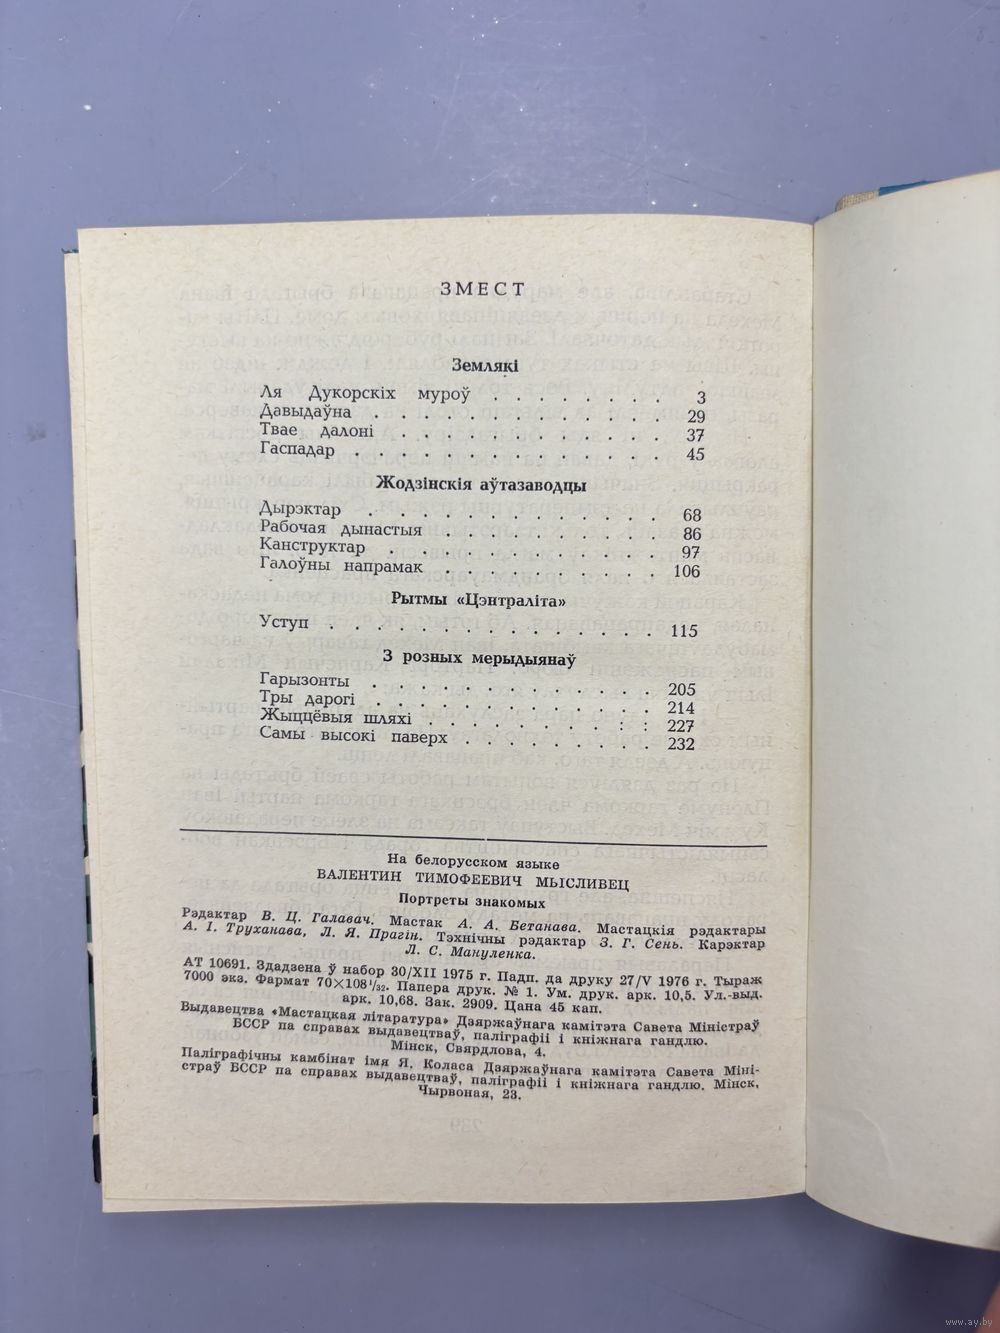 ЗМЕСТ
Землякі
Ля Дукорскіх муроў . . . . . . . . 3
Давыдаўна . . . . . . . . . . . . 29
Твае далоні . . . . . . . . . . . 37
Гаспадар . . . . . . . . . . . . . 45
Жодзінскія аўтазаводцы
Дырэктар . . . . . . . . . . . . . 68
Рабочая дынастыя . . . . . . . . . 86
Канструктар . . . . . . . . . . . . 97
Галоўны напрамак . . . . . . . . . 106
Рытмы «Цэнтраліта»
Уступ . . . . . . . . . . . . . . . 115
З розных мерыдыянаў
Гарызонты . . . . . . . . . . . . . 205
Тры дарогі . . . . . . . . . . . . 214
Жыццёвыя шляхі . . . . . . . . . . 227
Самы высокі паверх . . . . . . . . 232
На белорусском языке
ВАЛЕНТИН ТИМОФЕЕВИЧ МЫСЛИВЕЦ
Портреты знакомых
Рэдактар В. Ц. Галавач. Мастак А. А. Бетанава. Мастацкія рэдактары
А. І. Труханава, Л. Я. Прагін. Тэхнічны рэдактар З. Г. Сень. Карэктар
Л. С. Мануленка.
АТ 10691. Здадзена ў набор 30/XII 1975 г. Падп. да друку 27/V 1976 г. Тыраж
7000 экз. Фармат 70×108¹/₃₂. Папера друк. № 1. Ум. друк. арк. 10,5. Ул.-выд.
арк. 10,68. Зак. 2909. Цана 45 кап.
Выдавецтва «Мастацкая літаратура» Дзяржаўнага камітэта Савета Міністраў
БССР па справах выдавецтваў, паліграфіі і кніжнага гандлю.
Мінск, Свярдлова, 4.
Паліграфічны камбінат імя Я. Коласа Дзяржаўнага камітэта Савета Міні-
страў БССР па справах выдавецтваў, паліграфіі і кніжнага гандлю. Мінск,
Чырвоная, 23.
www.ay.by